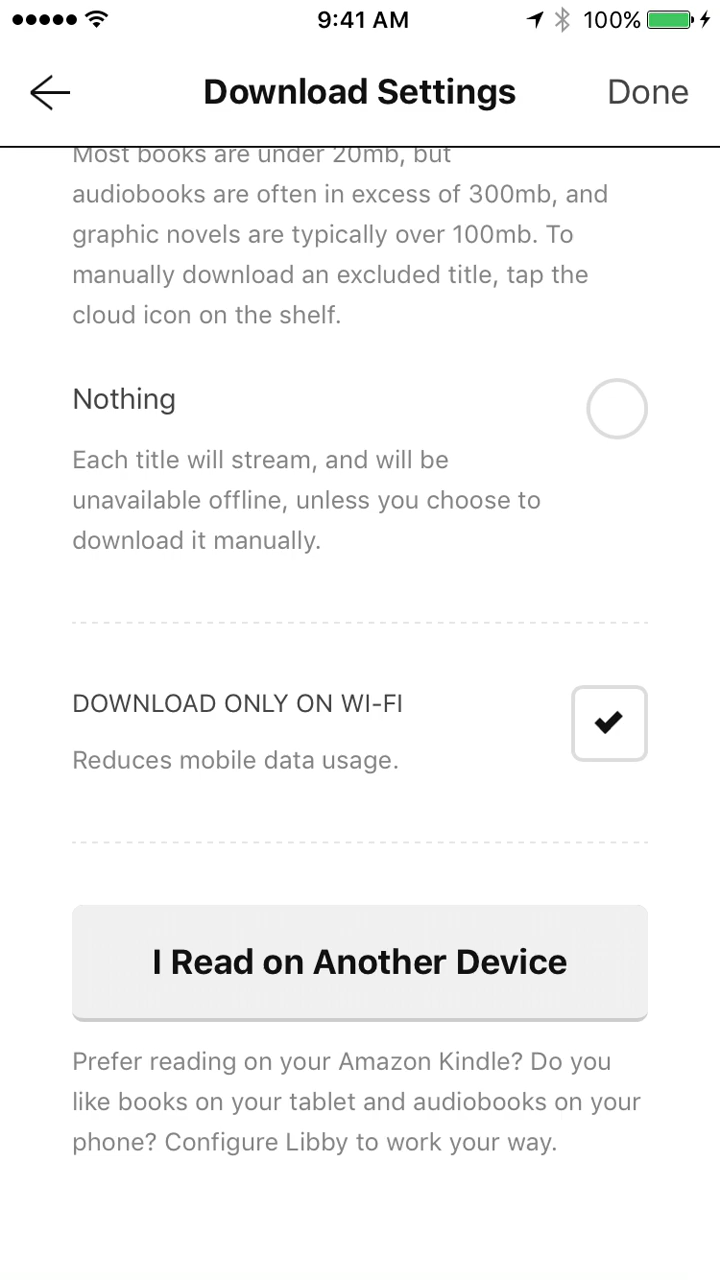 9:41 AM
100%
Download Settings
Done
Most books are under 20mb, but
audiobooks are often in excess of 300mb, and
graphic novels are typically over 100mb. To
manually download an excluded title, tap the
cloud icon on the shelf.
Nothing
Each title will stream, and will be
unavailable offline, unless you choose to
download it manually.
DOWNLOAD ONLY ON WI-FI
Reduces mobile data usage.
I Read on Another Device
Prefer reading on your Amazon Kindle? Do you
like books on your tablet and audiobooks on your
phone? Configure Libby to work your way.